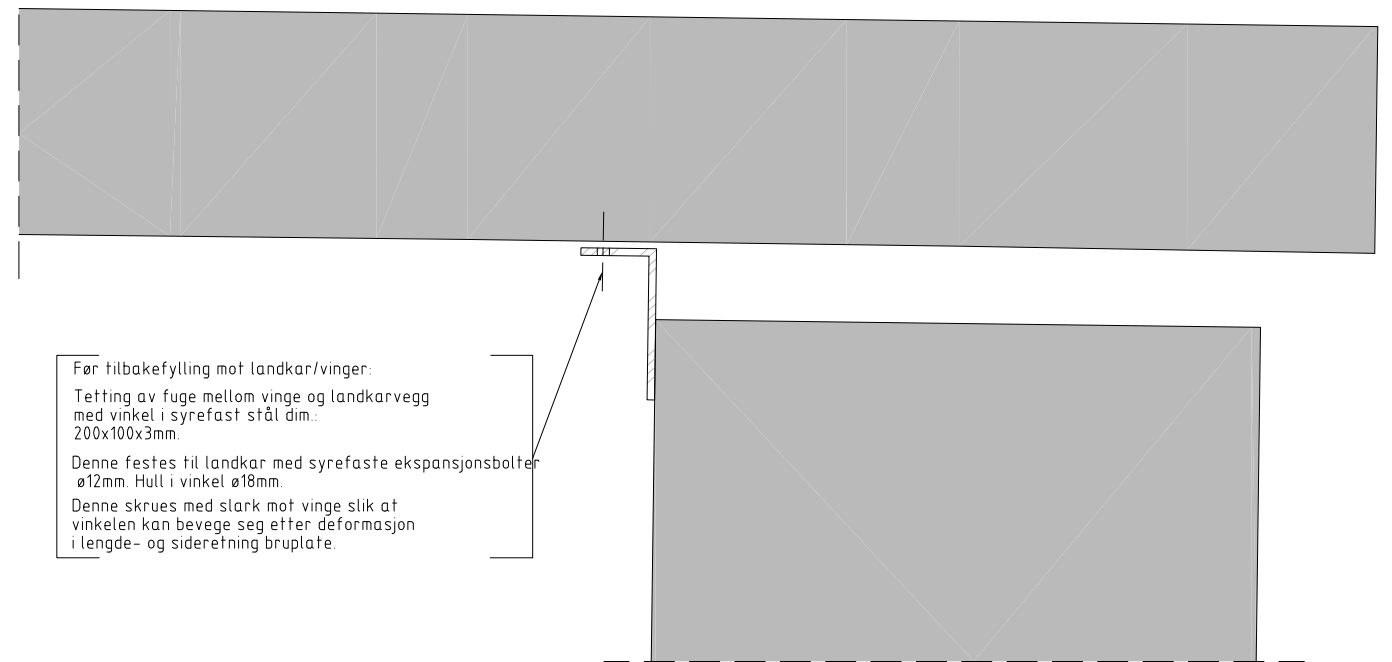 Før tilbakefylling mot landkar/vinger:
Tetting av fuge mellom vinge og landkarvegg
med vinkel i syrefast stål dim.:
200x100x3mm.
Denne festes til landkar med syrefaste ekspansjonsbolter
ø12mm. Hull i vinkel ø18mm.
Denne skrues med slark mot vinge slik at
vinkelen kan bevege seg etter deformasjon
i lengde- og sideretning bruplate.